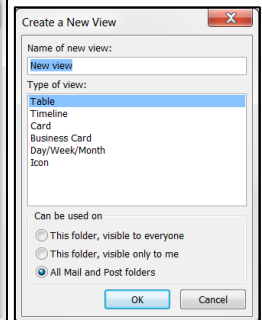 Create a New View
Name of new view:
New view
Type of view:
Table
Timeline
Card
Business Card
Day/Week/Month
Icon
Can be used on
This folder, visible to everyone
This folder, visible only to me
All Mail and Post folders
OK Cancel